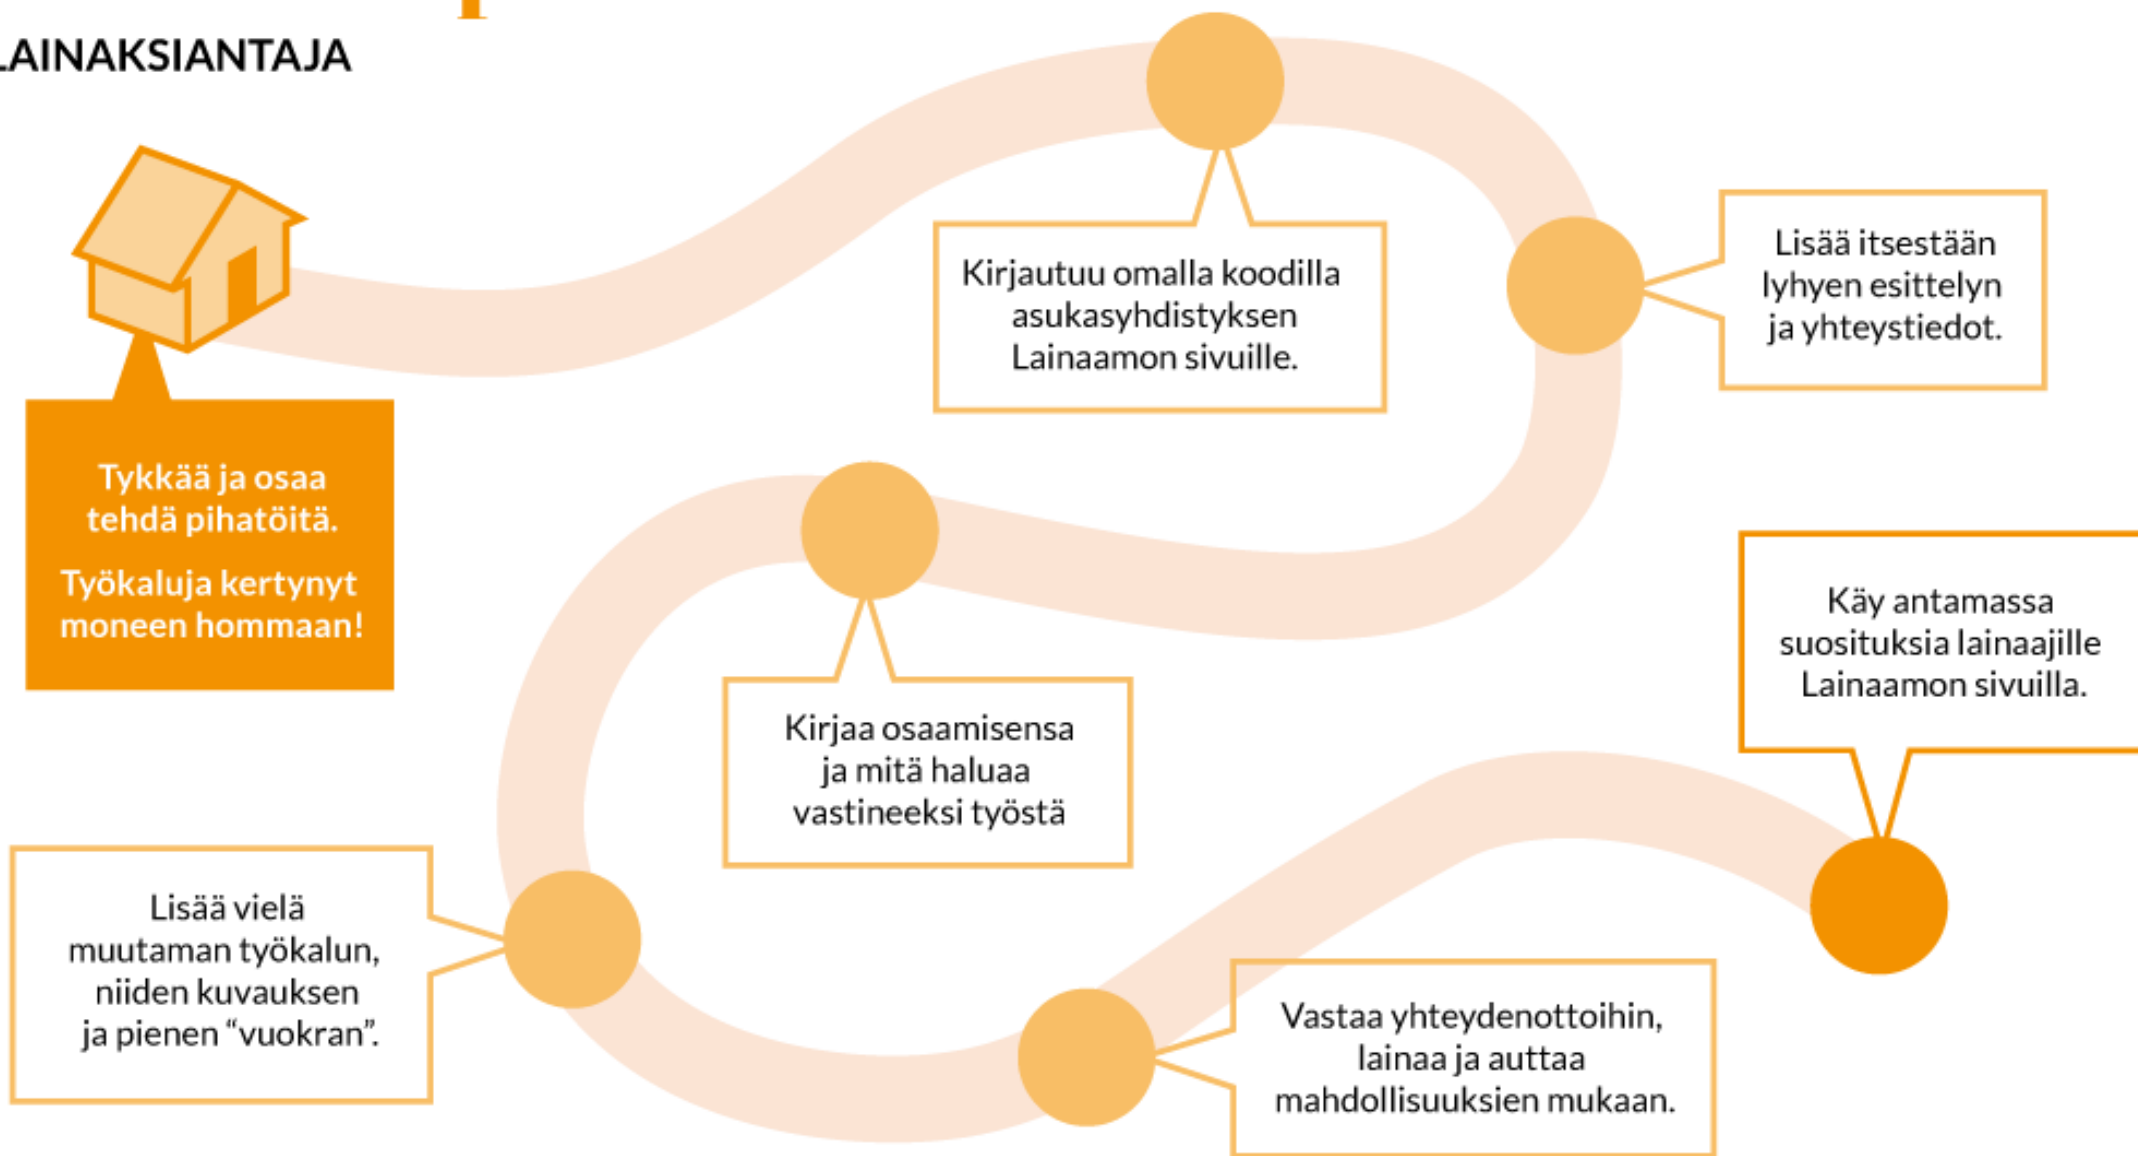 LAINAKSIANTAJA
Tykkää ja osaa
tehdä pihatöitä.
Työkaluja kertynyt
moneen hommaan!
Kirjautuu omalla koodilla
asukasyhdistyksen
Lainaamon sivuille.
Lisää itsestään
lyhyen esittelyn
ja yhteystiedot.
Kirjaa osaamisensa
ja mitä haluaa
vastineeksi työstä
Lisää vielä
muutaman työkalun,
niiden kuvauksen
ja pienen “vuokran”.
Vastaa yhteydenottoihin,
lainaa ja auttaa
mahdollisuuksien mukaan.
Käy antamassa
suosituksia lainaajille
Lainaamon sivuilla.